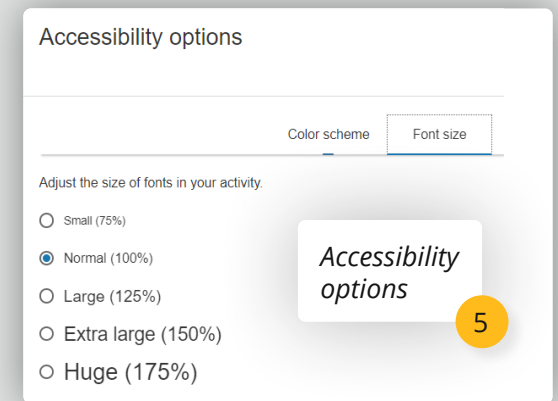 Accessibility options
Color scheme Font size
Adjust the size of fonts in your activity.
Small (75%)
Normal (100%)
Large (125%)
Extra large (150%)
Huge (175%)
Accessibility
options
5